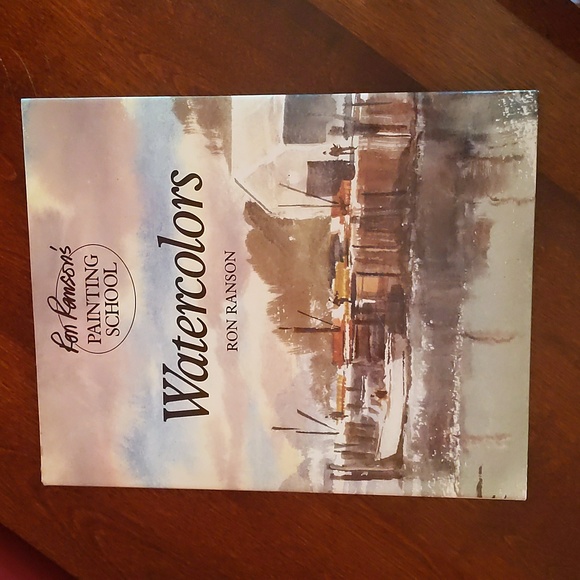 Ron Ranson's
PAINTING
SCHOOL
Watercolors
RON RANSON